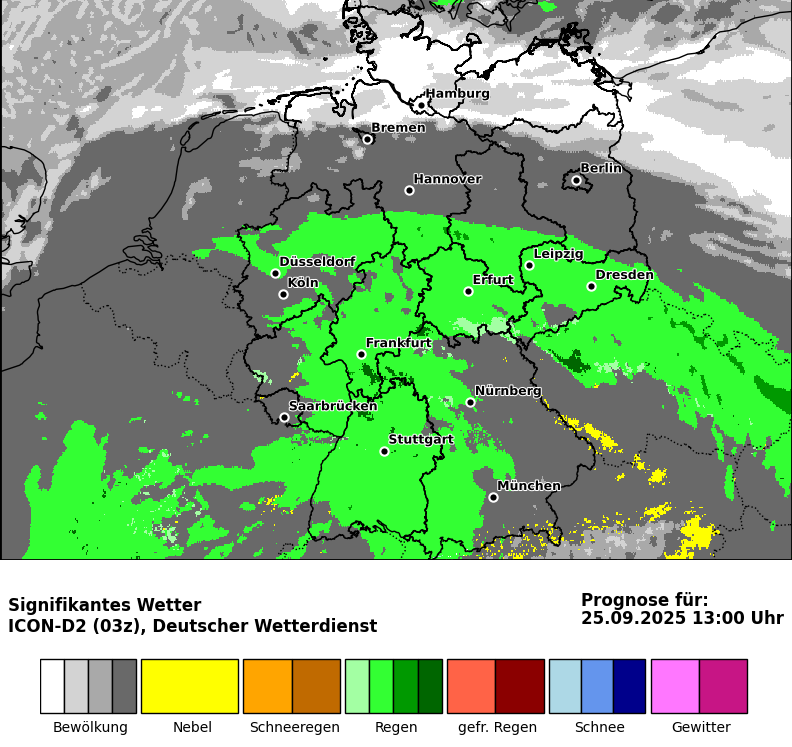 Hamburg
Bremen
Berlin
Hannover
Leipzig
Düsseldorf
Dresden
Köln
Erfurt
Frankfurt
Nürnberg
Saarbrücken
Stuttgart
München
Signifikantes Wetter
ICON-D2 (03z), Deutscher Wetterdienst
Prognose für:
25.09.2025 13:00 Uhr
Bewölkung Nebel Schneeregen Regen gefr. Regen Schnee Gewitter